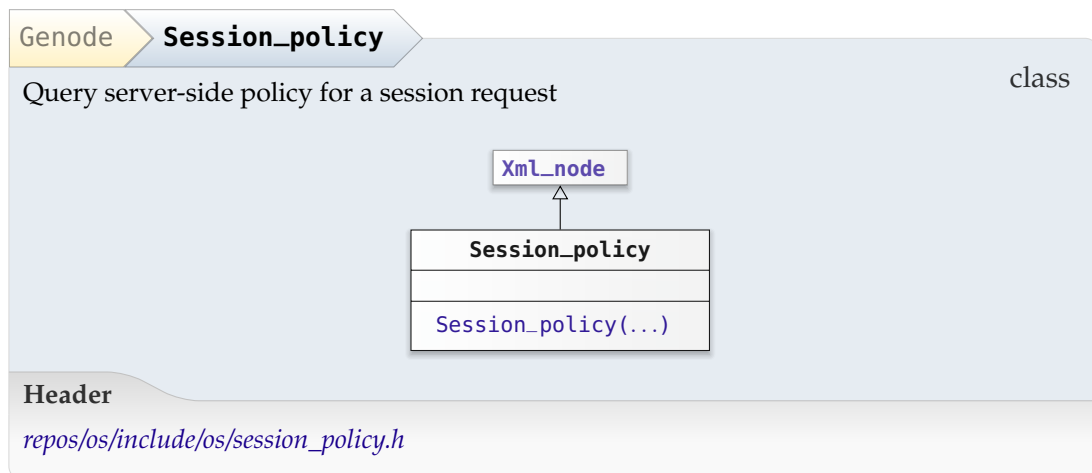 Genode Session_policy
class
Query server-side policy for a session request
Xml_node
Session_policy
Session_policy(...)
Header
repos/os/include/os/session_policy.h